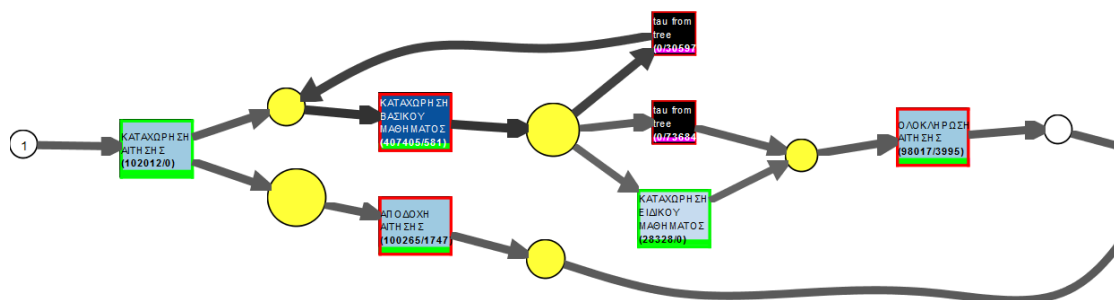 tau from
tree
(0/30597
ΚΑΤΑΧΩΡΗΣΗ
ΒΑΣΙΚΟΥ
ΜΑΘΗΜΑΤΟΣ
(407405/581)
tau from
tree
(0/73684
ΟΛΟΚΛΗΡΩΣΗ
ΑΙΤΗΣΗΣ
(98017/3995)
1
ΚΑΤΑΧΩΡΗΣΗ
ΑΙΤΗΣΗΣ
(102012/0)
ΑΠΟΔΟΧΗ
ΑΙΤΗΣΗΣ
(100265/1747
ΚΑΤΑΧΩΡΗΣΗ
ΕΙΔΙΚΟΥ
ΜΑΘΗΜΑΤΟΣ
(28328/0)